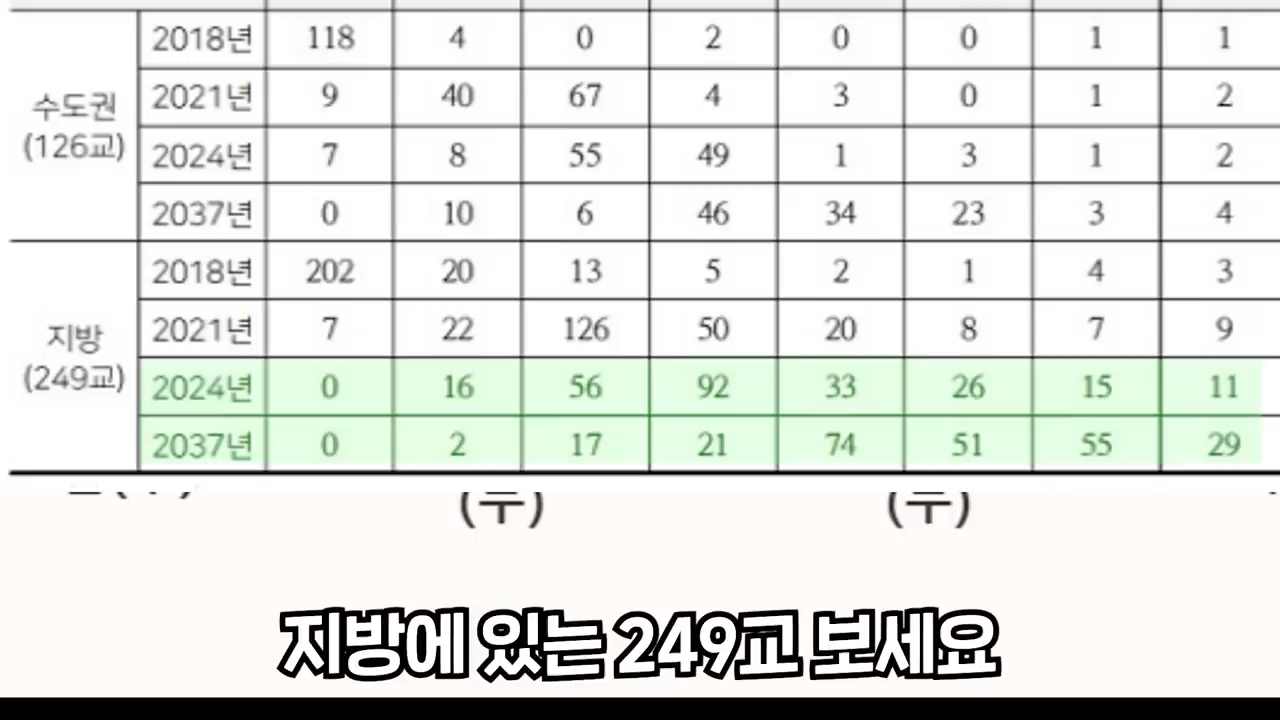 2018년 118 4 0 2 0 0 1 1
수도권
(126교)
2021년 9 40 67 4 3 0 1 2
2024년 7 8 55 49 1 3 1 2
2037년 0 10 6 46 34 23 3 4
2018년 202 20 13 5 2 1 4 3
지방
(249교)
2021년 7 22 126 50 20 8 7 9
2024년 0 16 56 92 33 26 15 11
2037년 0 2 17 21 74 51 55 29
지방에 있는 249교 보세요